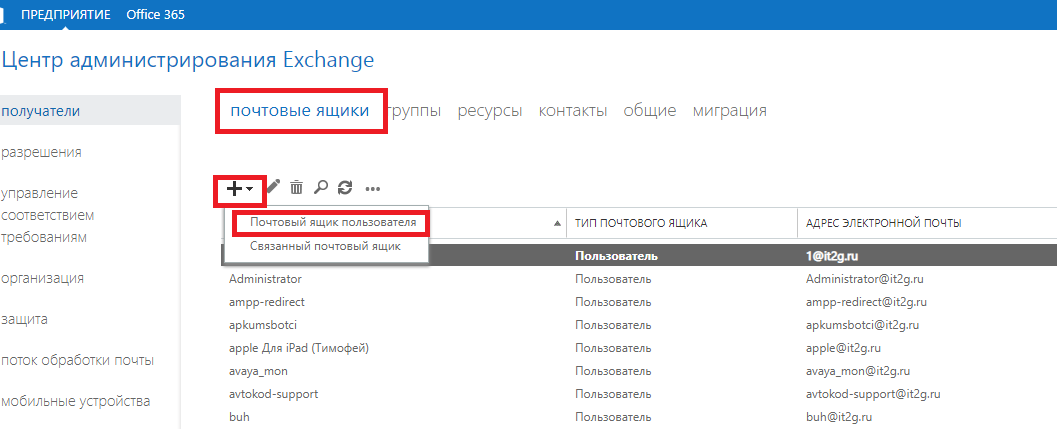 ПРЕДПРИЯТИЕ Office 365
Центр администрирования Exchange
получатели
почтовые ящики группы ресурсы контакты общие миграция
разрешения
управление
соответствием
требованиям
организация
защита
поток обработки почты
мобильные устройства
Почтовый ящик пользователя
Связанный почтовый ящик
ТИП ПОЧТОВОГО ЯЩИКА АДРЕС ЭЛЕКТРОННОЙ ПОЧТЫ
Пользователь 1@it2g.ru
Administrator Пользователь Administrator@it2g.ru
ampp-redirect Пользователь ampp-redirect@it2g.ru
apkumsbotci Пользователь apkumsbotci@it2g.ru
apple Для iPad (Тимофей) Пользователь apple@it2g.ru
avaya_mon Пользователь avaya_mon@it2g.ru
avtokod-support Пользователь avtokod-support@it2g.ru
buh Пользователь buh@it2g.ru